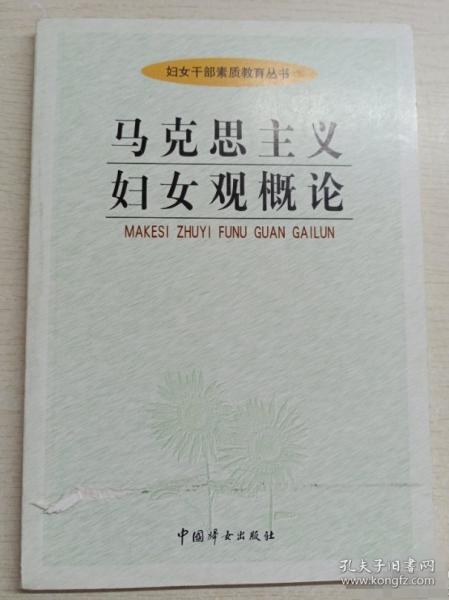 妇女干部素质教育丛书
马克思主义
妇女观概论
MAKESI ZHUYI FUNU GUAN GAILUN
中国婦女出版社
孔夫子旧书网
www.kongfz.com